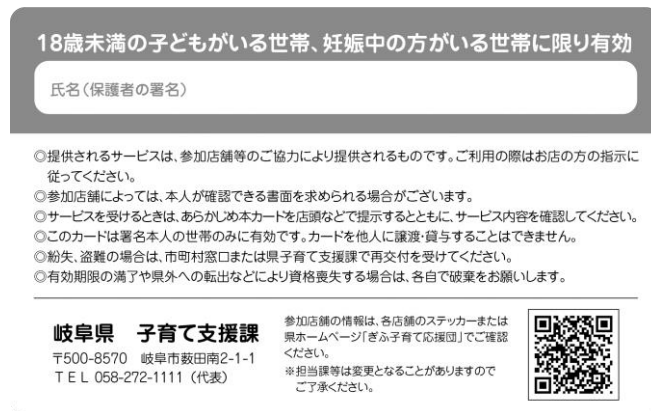 18歳未満の子どもがいる世帯、妊娠中の方がいる世帯に限り有効
氏名(保護者の署名)
◎提供されるサービスは、参加店舗等のご協力により提供されるものです。ご利用の際はお店の方の指示に
従ってください。
◎参加店舗によっては、本人が確認できる書面を求められる場合がございます。
◎サービスを受けるときは、あらかじめ本カードを店頭などで提示するとともに、サービス内容を確認してください。
◎このカードは署名本人の世帯のみに有効です。カードを他人に譲渡・貸与することはできません。
◎紛失、盗難の場合は、市町村窓口または県子育て支援課で再交付を受けてください。
◎有効期限の満了や県外への転出などにより資格喪失する場合は、各自で破棄をお願いします。
岐阜県 子育て支援課
〒500-8570 岐阜市薮田南2-1-1
TEL 058-272-1111(代表)
参加店舗の情報は、各店舗のステッカーまたは
県ホームページ「ぎふ子育て応援団」でご確認
ください。
※担当課等は変更となることがありますので
ご了承ください。